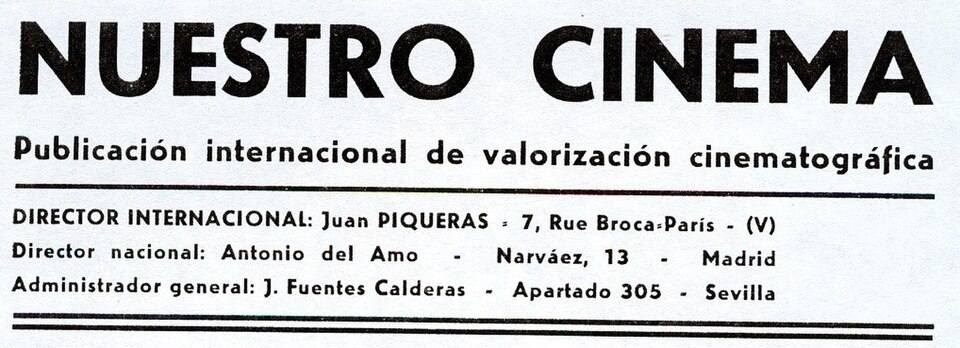 NUESTRO CINEMA
Publicación internacional de valorización cinematográfica
DIRECTOR INTERNACIONAL: Juan PIQUERAS - 7, Rue Broca-París - (V)
Director nacional: Antonio del Amo - Narváez, 13 - Madrid
Administrador general: J. Fuentes Calderas - Apartado 305 - Sevilla